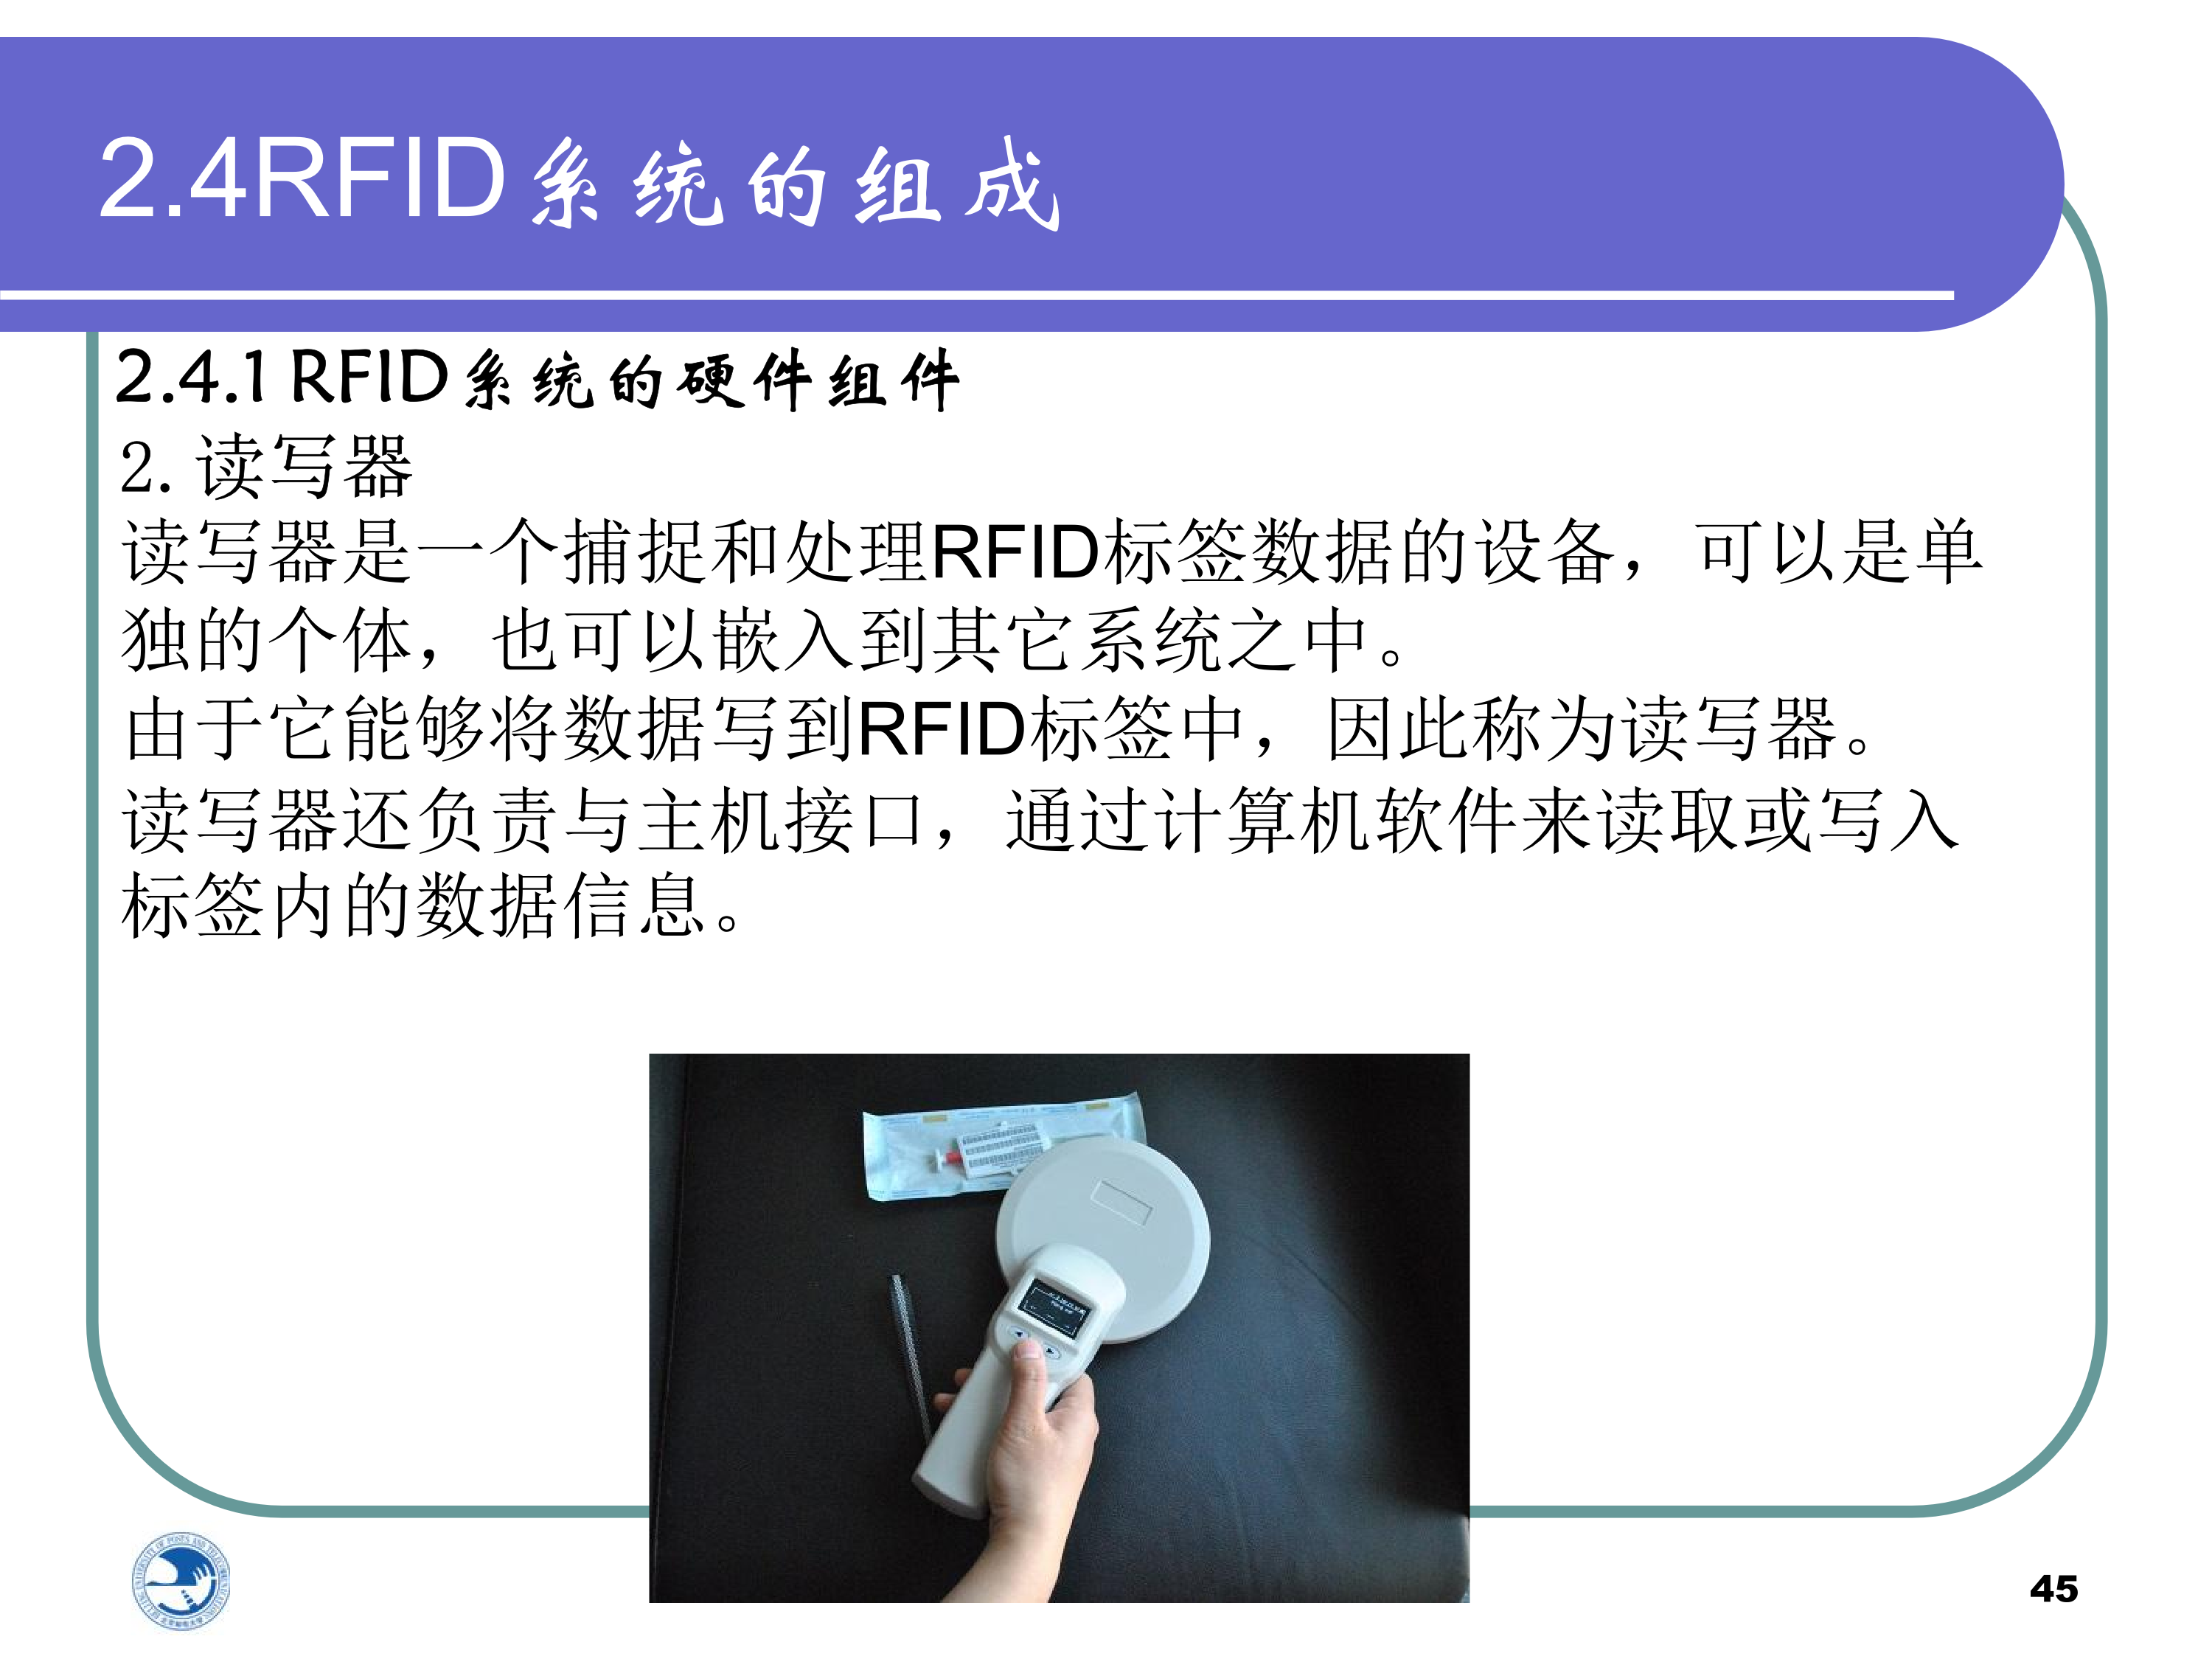 2.4RFID系统的组成
2.4.1 RFID系统的硬件组件
2.读写器
读写器是一个捕捉和处理RFID标签数据的设备，可以是单
独的个体，也可以嵌入到其它系统之中。
由于它能够将数据写到RFID标签中，因此称为读写器。
读写器还负责与主机接口，通过计算机软件来读取或写入
标签内的数据信息。
45